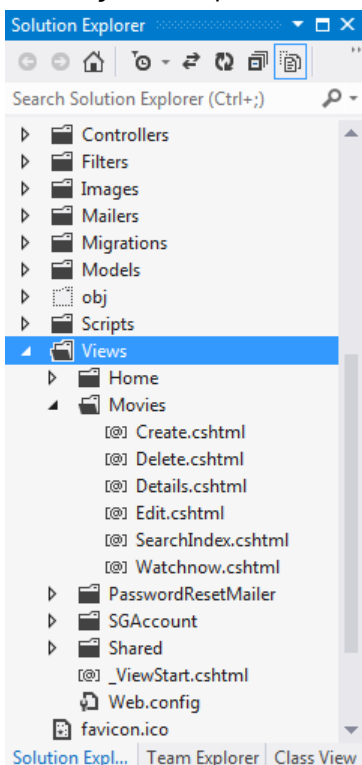 Solution Explorer
Search Solution Explorer (Ctrl+;)
Controllers
Filters
Images
Mailers
Migrations
Models
obj
Scripts
Views
Home
Movies
[@] Create.cshtml
[@] Delete.cshtml
[@] Details.cshtml
[@] Edit.cshtml
[@] SearchIndex.cshtml
[@] Watchnow.cshtml
PasswordResetMailer
SGAccount
Shared
[@] _ViewStart.cshtml
Web.config
favicon.ico
Solution Expl... Team Explorer Class View